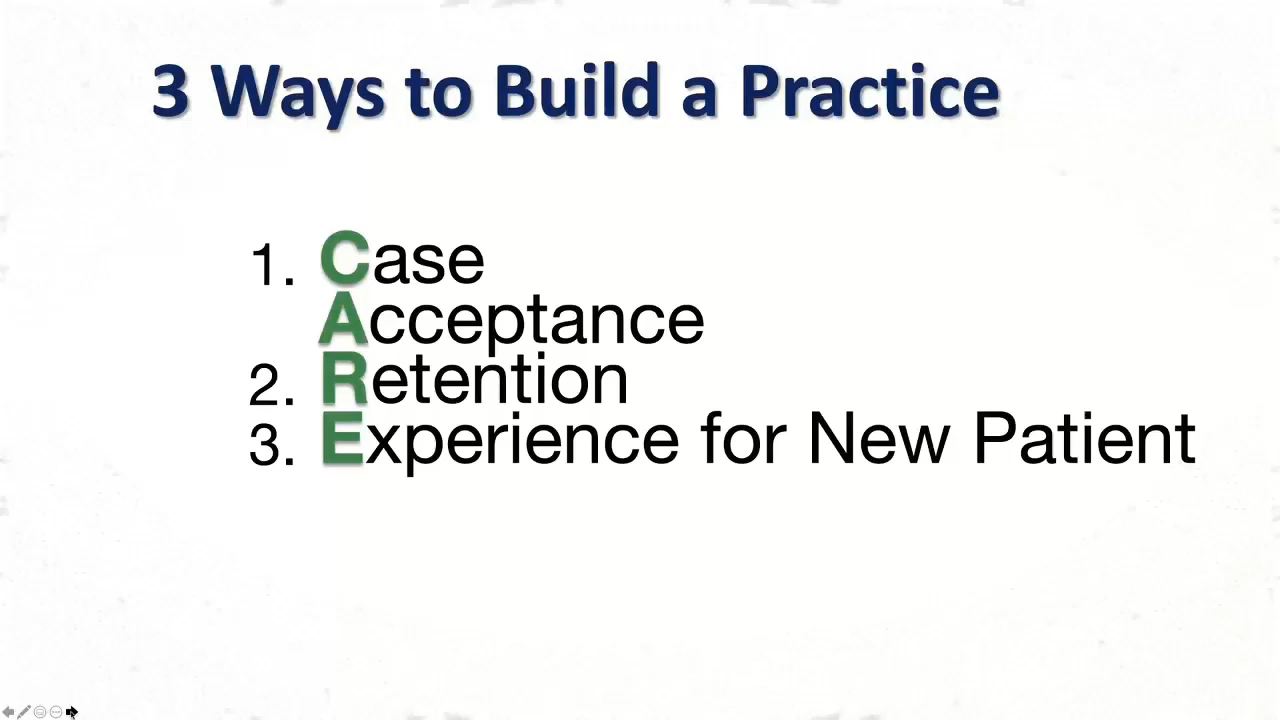 3 Ways to Build a Practice
1. Case
Acceptance
2. Retention
3. Experience for New Patient